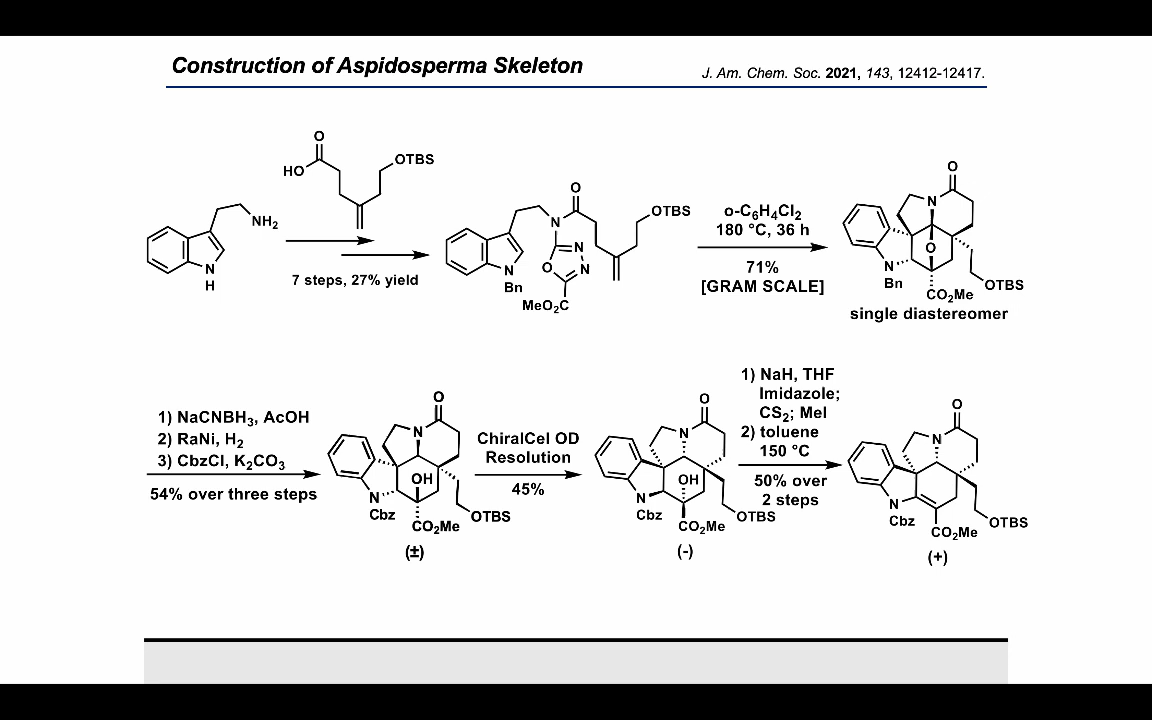 Construction of Aspidosperma Skeleton
J. Am. Chem. Soc. 2021, 143, 12412-12417.
O
HO
OTBS
NH2
N
H
7 steps, 27% yield
O
N
OTBS
N
N
O
N
Bn
MeO2C
o-C6H4Cl2
180 °C, 36 h
71%
[GRAM SCALE]
O
N
O
N
Bn
OTBS
CO2Me
single diastereomer
1) NaCNBH3, AcOH
2) RaNi, H2
3) CbzCl, K2CO3
54% over three steps
O
N
OH
N
Cbz
OTBS
CO2Me
(±)
ChiralCel OD
Resolution
45%
O
N
OH
N
Cbz
OTBS
CO2Me
(-)
1) NaH, THF
Imidazole;
CS2; MeI
2) toluene
150 °C
50% over
2 steps
O
N
N
Cbz
OTBS
CO2Me
(+)